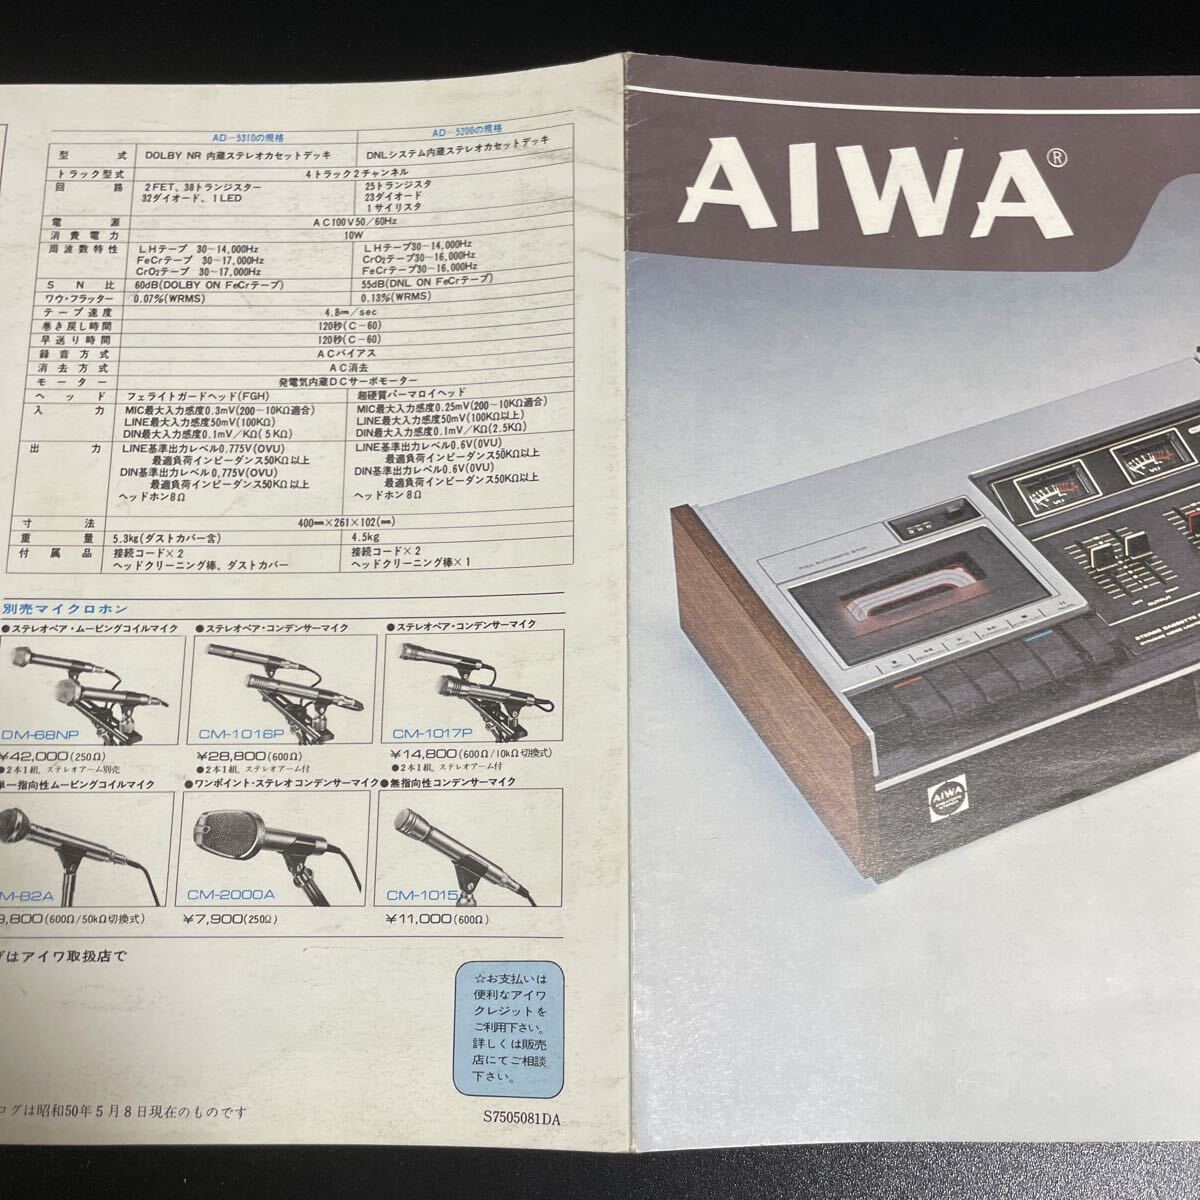 AD-5310の規格 AD-5200の規格
型式 DOLBY NR 内蔵ステレオカセットデッキ DNLシステム内蔵ステレオカセットデッキ
トラック型式 4トラック2チャンネル
回路 2FET、38トランジスター 25トランジスタ
32ダイオード、1LED 23ダイオード
1サイリスタ
電源 AC100V50/60Hz
消費電力 10W
周波数特性 LHテープ 30~14,000Hz LHテープ30~14,000Hz
FeCrテープ 30~17,000Hz CrO2テープ30~16,000Hz
CrO2テープ 30~17,000Hz FeCrテープ30~16,000Hz
SN比 60dB(DOLBY ON FeCrテープ) 55dB(DNL ON FeCrテープ)
ワウ・フラッター 0.07%(WRMS) 0.13%(WRMS)
テープ速度 4.8cm/sec
巻き戻し時間 120秒(C-60)
早送り時間 120秒(C-60)
録音方式 ACバイアス
消去方式 AC消去
モーター 発電気内蔵DCサーボモーター
ヘッド フェライトガードヘッド(FGH) 超硬質パーマロイヘッド
入力 MIC最大入力感度0.3mV(200~10KΩ適合) MIC最大入力感度0.25mV(200~10KΩ適合)
LINE最大入力感度50mV(100KΩ) LINE最大入力感度50mV(100KΩ以上)
DIN最大入力感度0.1mV/KΩ(5KΩ) DIN最大入力感度0.1mV/KΩ(2.5KΩ)
出力 LINE基準出力レベル0.775V(OVU) LINE基準出力レベル0.6V(0VU)
最適負荷インピーダンス50KΩ以上 最適負荷インピーダンス50KΩ以上
DIN基準出力レベル0,775V(OVU) DIN基準出力レベル0.6V(0VU)
最適負荷インピーダンス50KΩ以上 最適負荷インピーダンス50KΩ以上
ヘッドホン8Ω ヘッドホン8Ω
寸法 400mm×261×102(mm)
重量 5.3kg(ダストカバー含) 4.5kg
付属品 接続コード×2 接続コード×2
ヘッドクリーニング棒、ダストカバー ヘッドクリーニング棒×1
別売マイクロホン
●ステレオペア・ムービングコイルマイク ●ステレオペア・コンデンサーマイク ●ステレオペア・コンデンサーマイク
DM-68NP CM-1016P CM-1017P
¥42,000(250Ω) ¥28,800(600Ω) ¥14,800(600Ω/10kΩ切換式)
●2本1組、ステレオアーム別売 ●2本1組、ステレオアーム付 ●2本1組、ステレオアーム付
単一指向性ムービングコイルマイク ●ワンポイント・ステレオコンデンサーマイク ●無指向性コンデンサーマイク
M-82A CM-2000A CM-1015
,800(600Ω/50kΩ切換式) ¥7,900(250Ω) ¥11,000(600Ω)
グはアイワ取扱店で
☆お支払いは
便利なアイワ
クレジットを
ご利用下さい。
詳しくは販売
店にてご相談
下さい。
ログは昭和50年5月8日現在のものです
S7505081DA
AIWA®
FULL AUTOMATIC STOP
VU
VU
AIWA